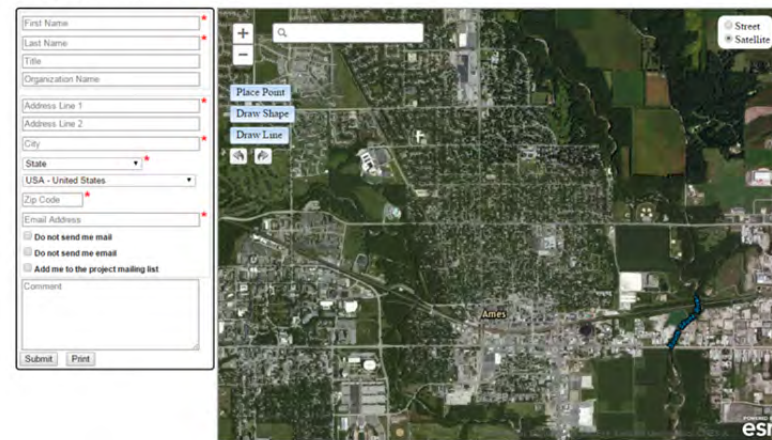 First Name *
Last Name *
Title
Organization Name
Address Line 1 *
Address Line 2
City *
State *
USA - United States
Zip Code *
Email Address *
Do not send me mail
Do not send me email
Add me to the project mailing list
Comment
Submit Print
+
−
Place Point
Draw Shape
Draw Line
Street
Satellite
Ames
POWERED BY
esri